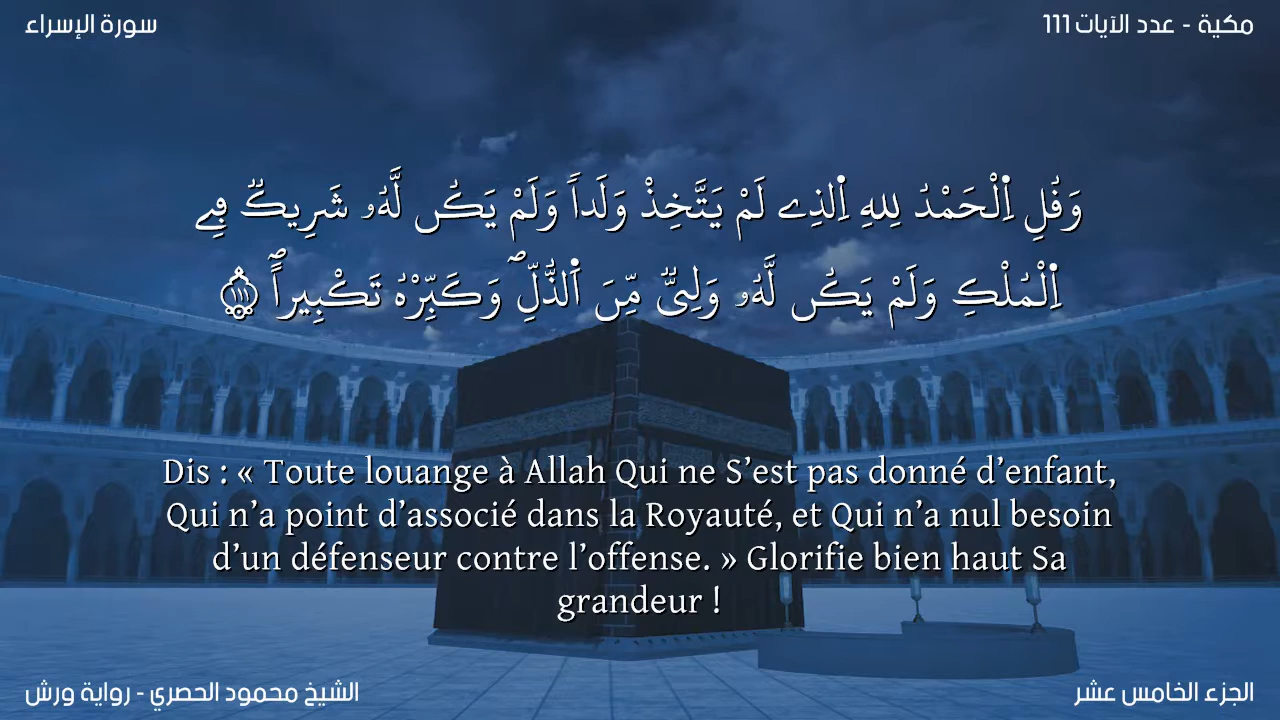 سورة الإسراء
مكية - عدد الآيات 111
وَقُلِ اِ۬لْحَمْدُ لِلهِ اِ۬لذِے لَمْ يَتَّخِذْ وَلَداٗ وَلَمْ يَكُن لَّهُۥ شَرِيكٞ فِے
اِ۬لْمُلْكِ وَلَمْ يَكُن لَّهُۥ وَلِيّٞ مِّنَ اَ۬لذُّلِّۖ وَكَبِّرْهُ تَكْبِيراٗۖ ١١١
Dis : « Toute louange à Allah Qui ne S’est pas donné d’enfant,
Qui n’a point d’associé dans la Royauté, et Qui n’a nul besoin
d’un défenseur contre l’offense. » Glorifie bien haut Sa
grandeur !
الشيخ محمود الحصري - رواية ورش
الجزء الخامس عشر